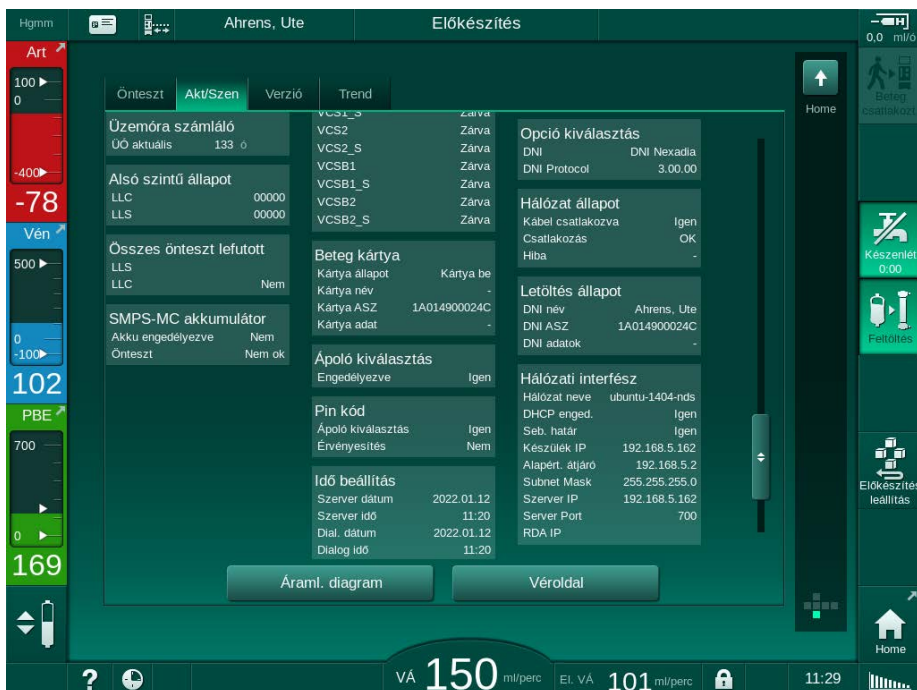 Hgmm
Ahrens, Ute
Előkészítés
0,0 ml/ó
Art
100
0
-400
-78
Vén
500
0
-100
102
PBE
700
0
169
Önteszt
Akt/Szen
Verzió
Trend
Üzemóra számláló
ÜÓ aktuális 133 ó
Alsó szintű állapot
LLC 00000
LLS 00000
Összes önteszt lefutott
LLS
LLC Nem
SMPS-MC akkumulátor
Akku engedélyezve Nem
Önteszt Nem ok
VCS1_S Zárva
VCS2 Zárva
VCS2_S Zárva
VCSB1 Zárva
VCSB1_S Zárva
VCSB2 Zárva
VCSB2_S Zárva
Beteg kártya
Kártya állapot Kártya be
Kártya név -
Kártya ASZ 1A014900024C
Kártya adat -
Ápoló kiválasztás
Engedélyezve Igen
Pin kód
Ápoló kiválasztás Igen
Érvényesítés Nem
Idő beállítás
Szerver dátum 2022.01.12
Szerver idő 11:20
Dial. dátum 2022.01.12
Dialog idő 11:20
Opció kiválasztás
DNI DNI Nexadia
DNI Protocol 3.00.00
Hálózat állapot
Kábel csatlakozva Igen
Csatlakozás OK
Hiba -
Letöltés állapot
DNI név Ahrens, Ute
DNI ASZ 1A014900024C
DNI adatok -
Hálózati interfész
Hálózat neve ubuntu-1404-nds
DHCP enged. Igen
Seb. határ Igen
Készülék IP 192.168.5.162
Alapért. átjáró 192.168.5.2
Subnet Mask 255.255.255.0
Szerver IP 192.168.5.162
Server Port 700
RDA IP
Áraml. diagram
Véroldal
Home
Beteg
csatlakozt
Készenlét
0:00
Feltöltés
Előkészítés
leállítás
Home
?
VÁ 150 ml/perc
El. VÁ 101 ml/perc
11:29